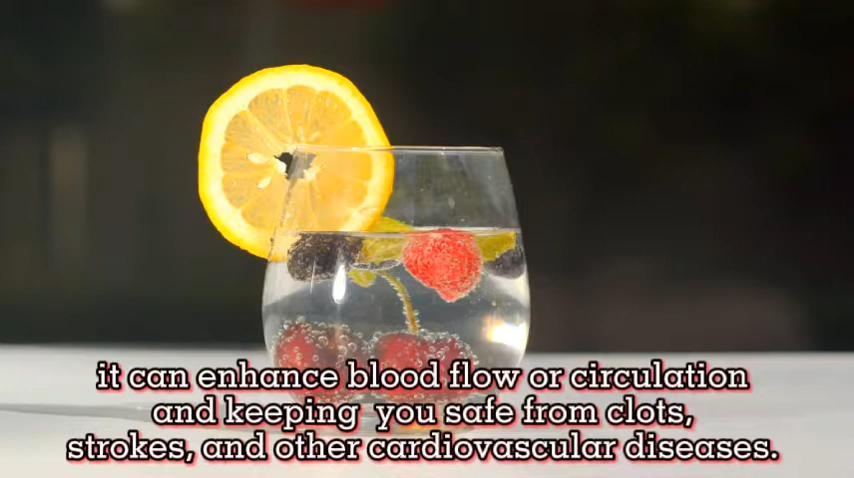 it can enhance blood flow or circulation
and keeping you safe from clots,
strokes, and other cardiovascular diseases.